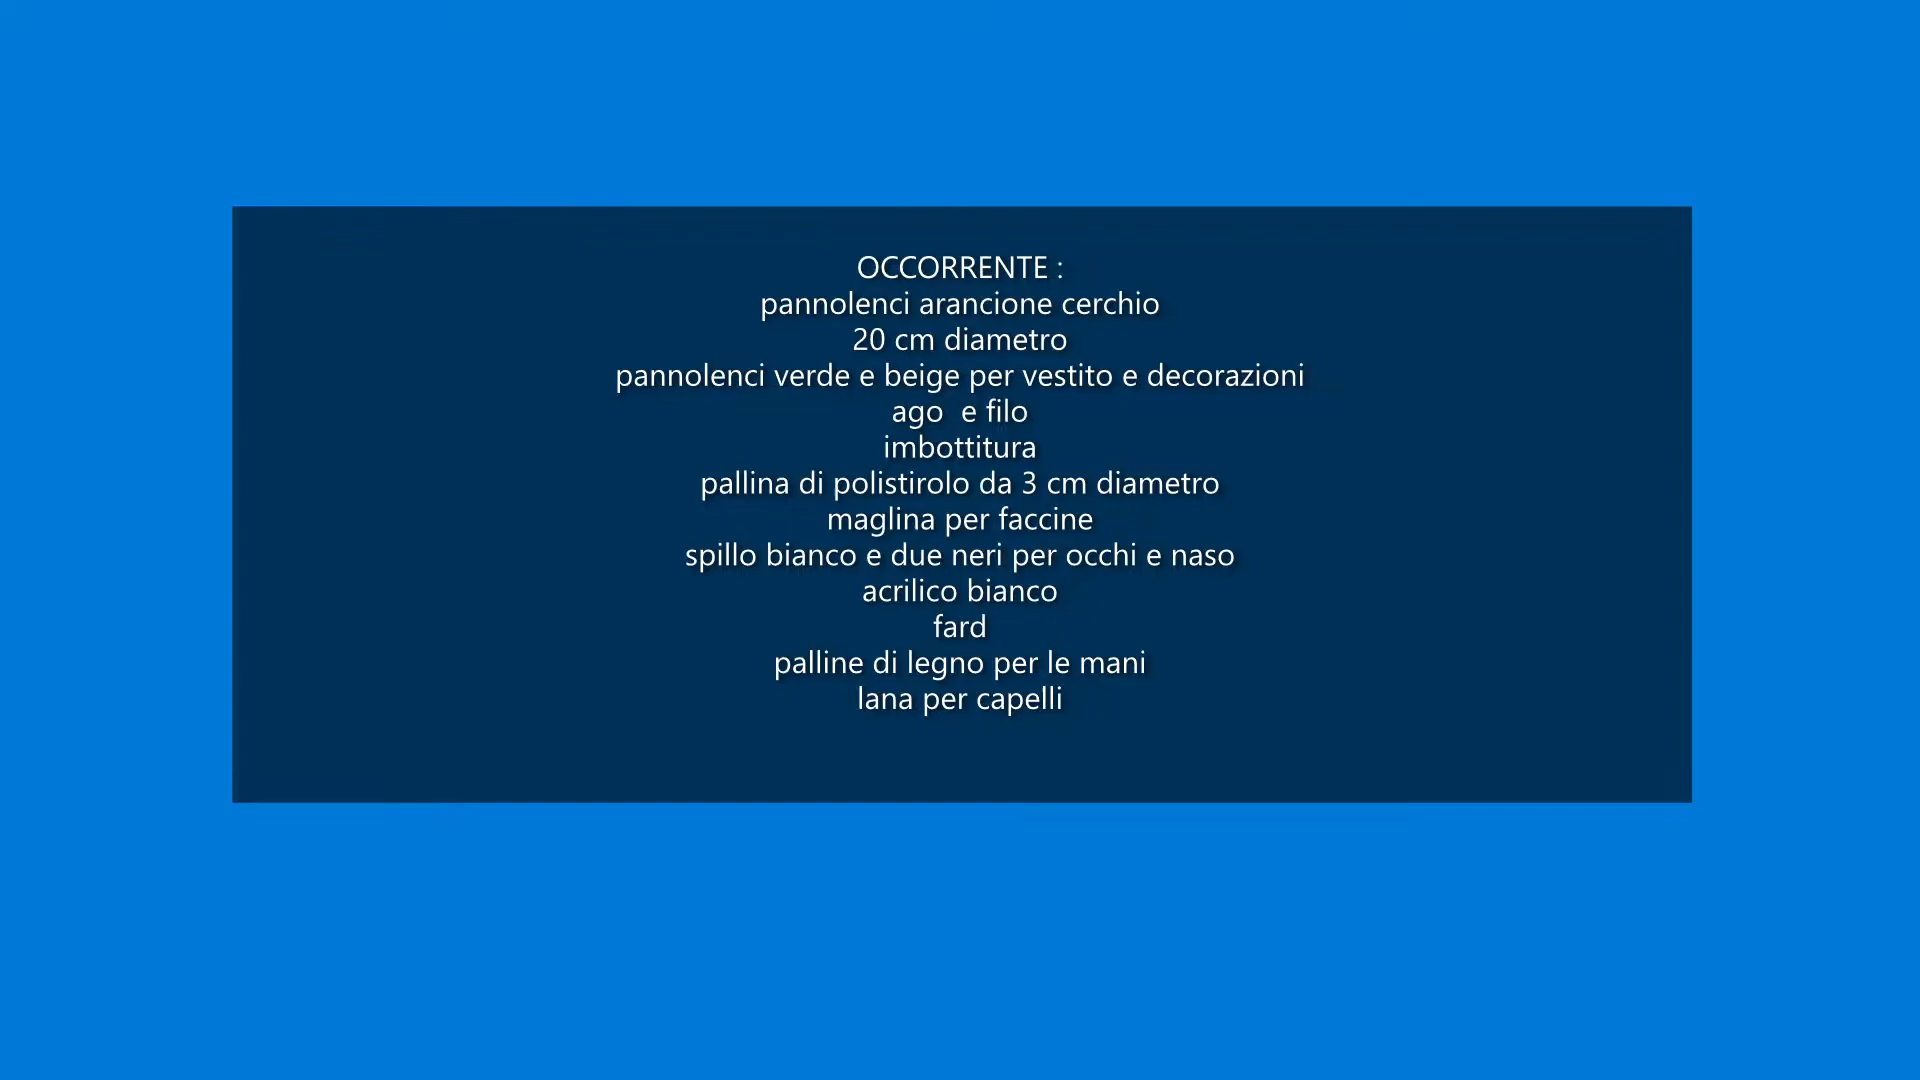 OCCORRENTE :
pannolenci arancione cerchio
20 cm diametro
pannolenci verde e beige per vestito e decorazioni
ago  e filo
imbottitura
pallina di polistirolo da 3 cm diametro
maglina per faccine
spillo bianco e due neri per occhi e naso
acrilico bianco
fard
palline di legno per le mani
lana per capelli